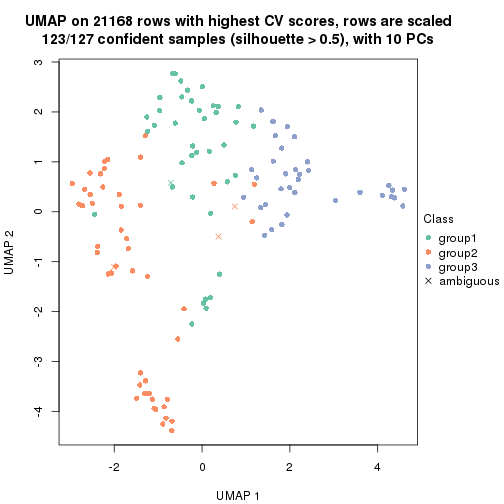 UMAP on 21168 rows with highest CV scores, rows are scaled
123/127 confident samples (silhouette > 0.5), with 10 PCs
3
2
1
0
-1
-2
-3
-4
UMAP 2
-2
0
2
4
UMAP 1
Class
group1
group2
group3
ambiguous